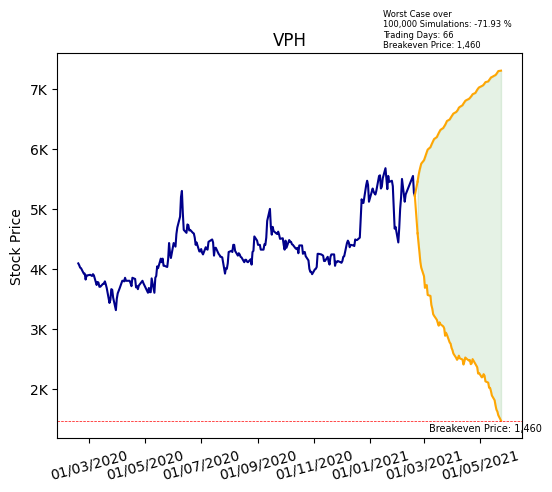 Worst Case over
100,000 Simulations: -71.93 %
Trading Days: 66
Breakeven Price: 1,460
VPH
Stock Price
7K
6K
5K
4K
3K
2K
Breakeven Price: 1,460
01/03/2020
01/05/2020
01/07/2020
01/09/2020
01/11/2020
01/01/2021
01/03/2021
01/05/2021